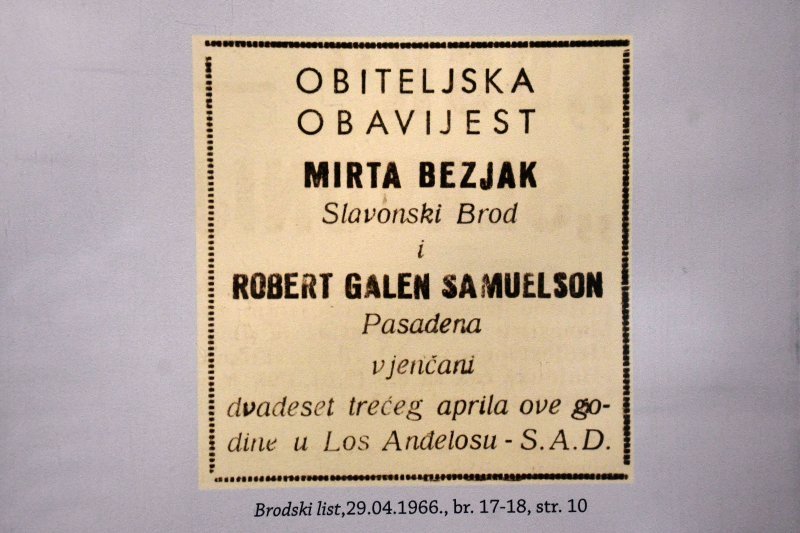 OBITELJSKA
OBAVIJEST
MIRTA BEZJAK
Slavonski Brod
i
ROBERT GALEN SAMUELSON
Pasadena
vjenčani
dvadeset trećeg aprila ove go-
dine u Los Anđelosu - S.A.D.
Brodski list,29.04.1966., br. 17-18, str. 10